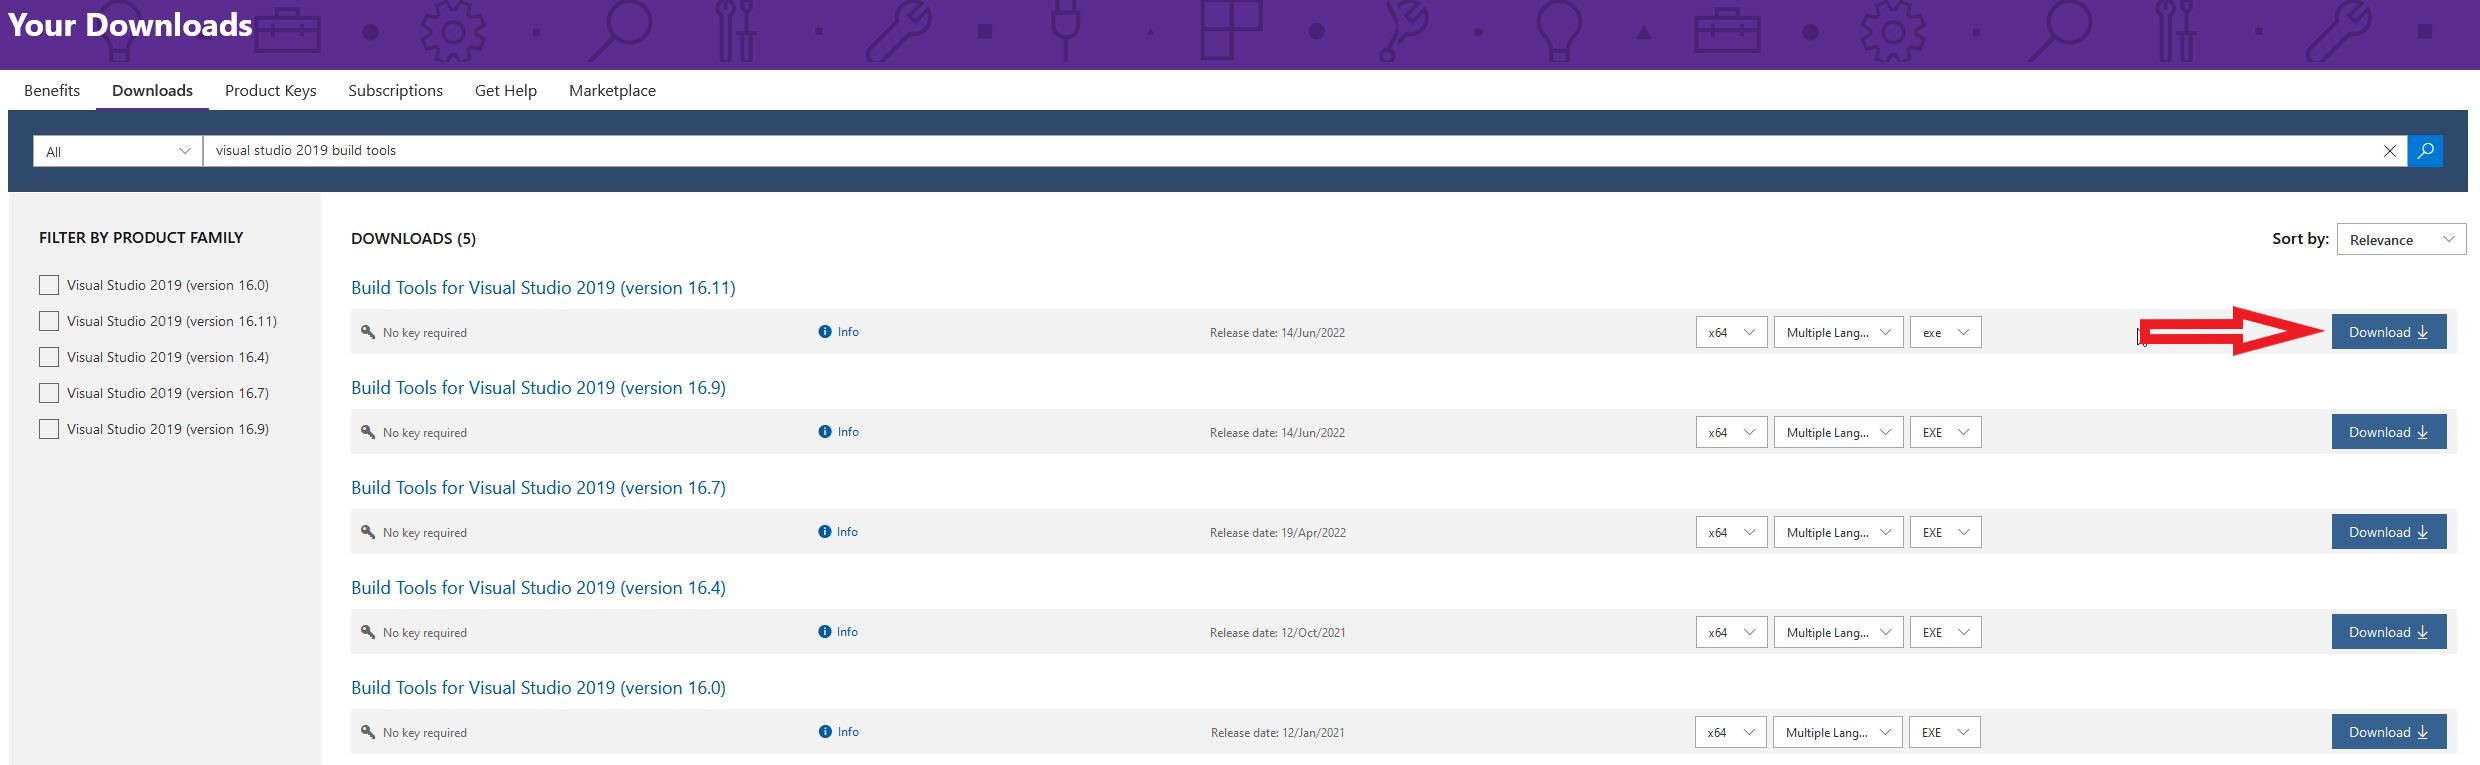 Your Downloads
Benefits Downloads Product Keys Subscriptions Get Help Marketplace
All visual studio 2019 build tools
FILTER BY PRODUCT FAMILY
Visual Studio 2019 (version 16.0)
Visual Studio 2019 (version 16.11)
Visual Studio 2019 (version 16.4)
Visual Studio 2019 (version 16.7)
Visual Studio 2019 (version 16.9)
DOWNLOADS (5) Sort by: Relevance
Build Tools for Visual Studio 2019 (version 16.11)
No key required Info Release date: 14/Jun/2022 x64 Multiple Lang... exe Download
Build Tools for Visual Studio 2019 (version 16.9)
No key required Info Release date: 14/Jun/2022 x64 Multiple Lang... EXE Download
Build Tools for Visual Studio 2019 (version 16.7)
No key required Info Release date: 19/Apr/2022 x64 Multiple Lang... EXE Download
Build Tools for Visual Studio 2019 (version 16.4)
No key required Info Release date: 12/Oct/2021 x64 Multiple Lang... EXE Download
Build Tools for Visual Studio 2019 (version 16.0)
No key required Info Release date: 12/Jan/2021 x64 Multiple Lang... EXE Download